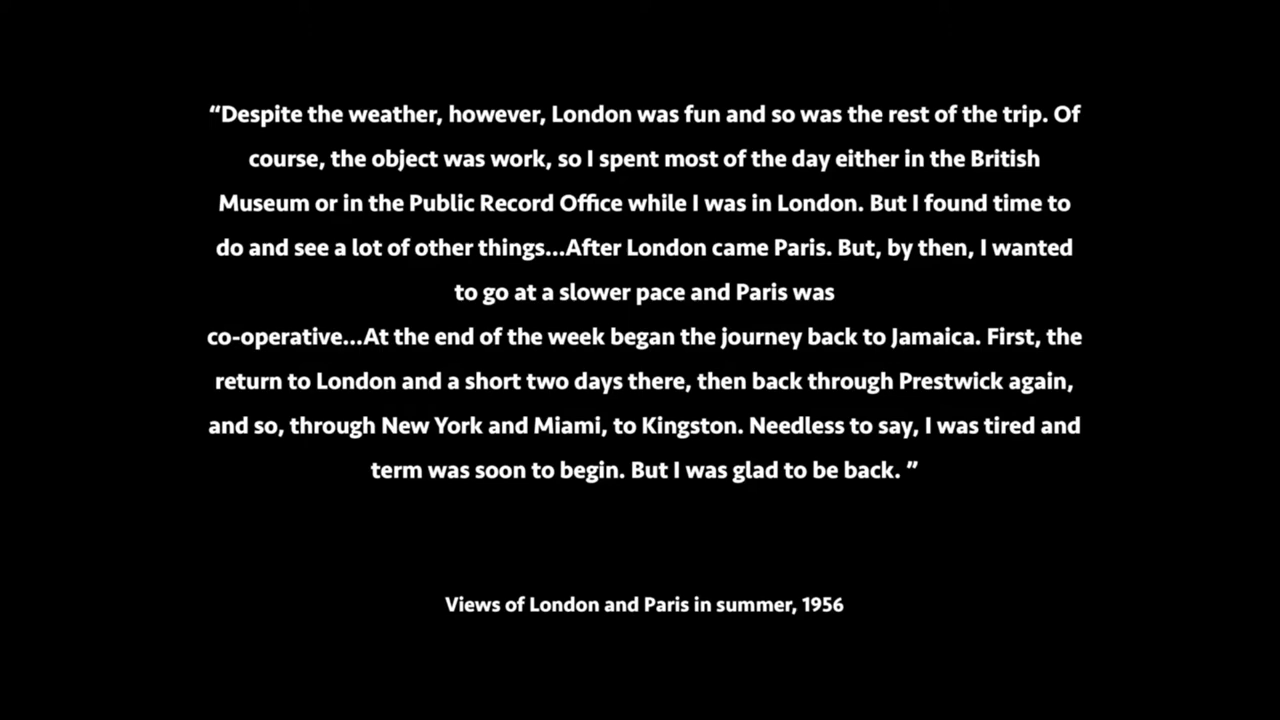 “Despite the weather, however, London was fun and so was the rest of the trip. Of
course, the object was work, so I spent most of the day either in the British
Museum or in the Public Record Office while I was in London. But I found time to
do and see a lot of other things...After London came Paris. But, by then, I wanted
to go at a slower pace and Paris was
co-operative...At the end of the week began the journey back to Jamaica. First, the
return to London and a short two days there, then back through Prestwick again,
and so, through New York and Miami, to Kingston. Needless to say, I was tired and
term was soon to begin. But I was glad to be back. ”
Views of London and Paris in summer, 1956